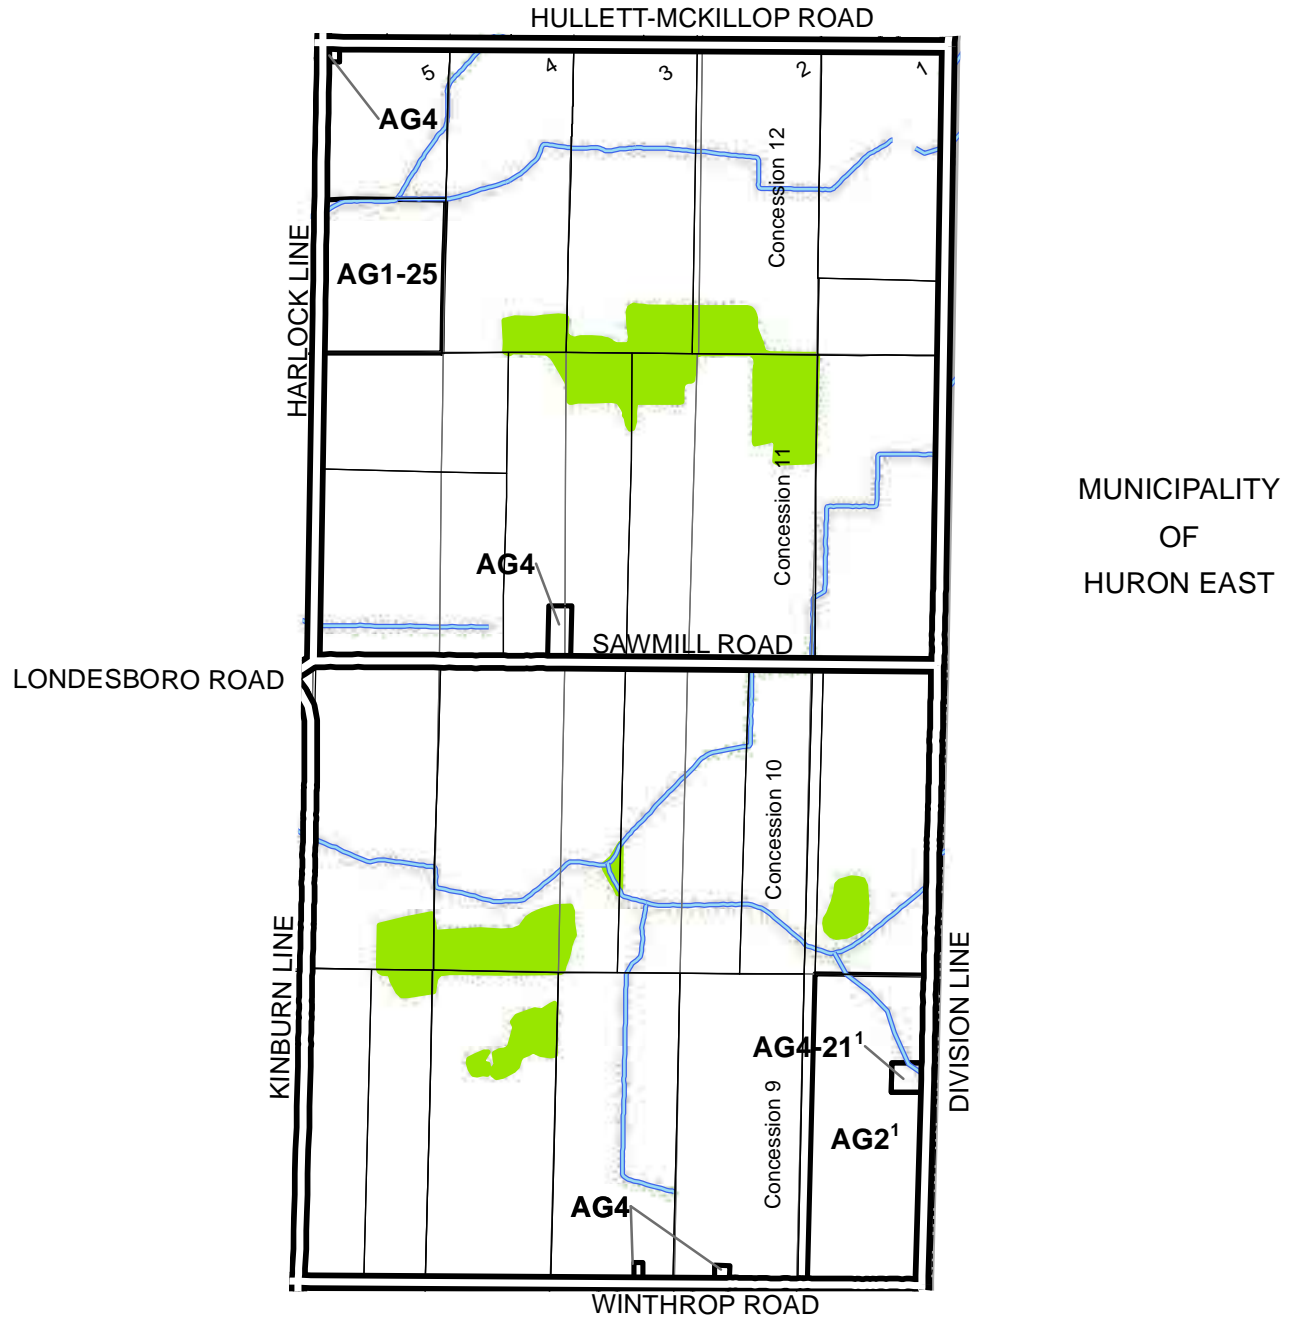 HULLETT-MCKILLOP ROAD
5
4
3
2
1
AG4
Concession 12
HARLOCK LINE
AG1-25
Concession 11
MUNICIPALITY
OF
HURON EAST
AG4
SAWMILL ROAD
LONDESBORO ROAD
Concession 10
KINBURN LINE
DIVISION LINE
AG4-21¹
Concession 9
AG2¹
AG4
WINTHROP ROAD